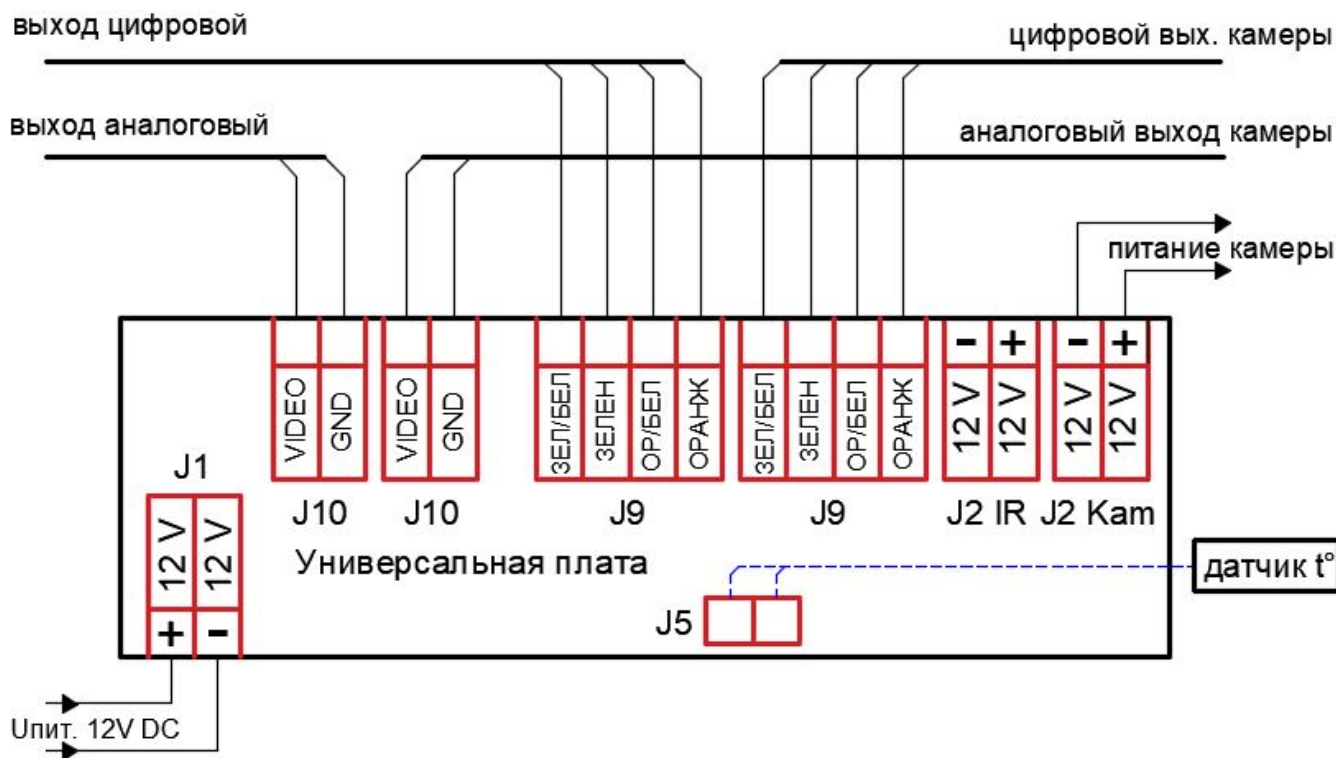 выход цифровой
цифровой вых. камеры
выход аналоговый
аналоговый выход камеры
питание камеры
- + - +
VIDEO GND VIDEO GND ЗЕЛ/БЕЛ ЗЕЛЕН ОР/БЕЛ ОРАНЖ ЗЕЛ/БЕЛ ЗЕЛЕН ОР/БЕЛ ОРАНЖ 12 V 12 V 12 V 12 V
J1
J10 J10 J9 J9 J2 IR J2 Kam
12 V 12 V
Универсальная плата
датчик t°
J5
+ -
Uпит. 12V DC